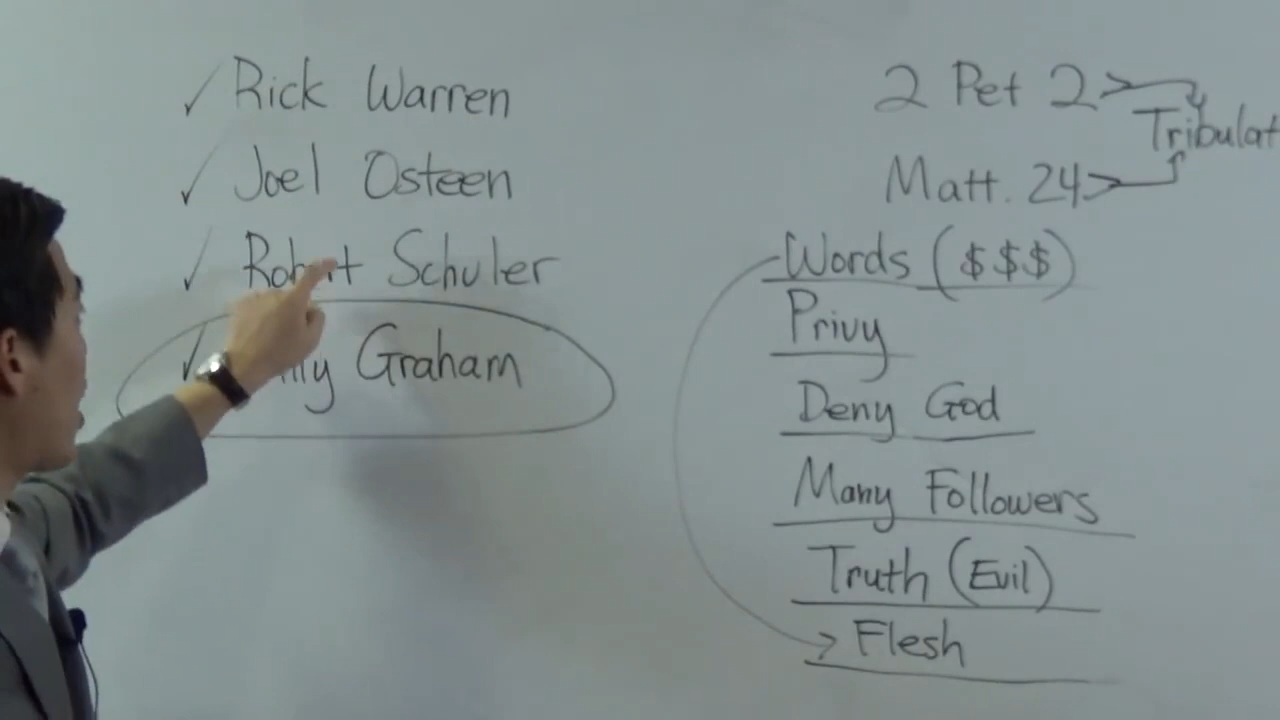 ✓ Rick Warren
✓ Joel Osteen
✓ Schuler
✓ Graham
2 Pet 2 >
Tribulat
Matt. 24 >
Words ($$$)
Privy
Deny God
Many Followers
Truth (Evil)
Flesh